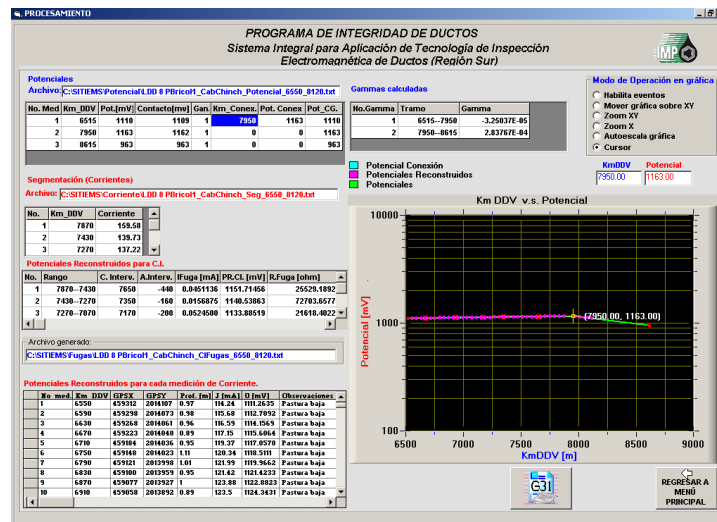 PROCESAMIENTO
PROGRAMA DE INTEGRIDAD DE DUCTOS
Sistema Integral para Aplicación de Tecnología de Inspección
Electromagnética de Ductos (Región Sur)
IMP
Potenciales
Archivo: C:\SITIEMS\Potencial\LDD 8 PBricol1_CabChinch_Potencial_6550_8120.txt
No. Med Km_DDV Pot.[mV] Contacto[mv] Gan. Km_Conex. Pot. Conex Pot_CG.
1 6515 1110 1109 1 7950 1163 1110
2 7950 1163 1162 1 0 0 1163
3 8615 963 963 1 0 0 963
Gammas calculadas
No.Gamma Tramo Gamma
1 6515--7950 -3.25037E-05
2 7950--8615 2.83767E-04
Modo de Operación en gráfica
Habilita eventos
Mover gráfica sobre XY
Zoom XY
Zoom X
Autoescala gráfica
Cursor
Potencial Conexión
Potenciales Reconstruidos
Potenciales
KmDDV Potencial
7950.00 1163.00
Segmentación (Corrientes)
Archivo: C:\SITIEMS\Corriente\LDD 8 PBricol1_CabChinch_Seg_6550_8120.txt
No. Km_DDV Corriente
1 7870 159.58
2 7430 139.73
3 7270 137.22
Potenciales Reconstruidos para C.I.
No. Rango C. Interv. A.Interv. IFuga [mA] PR.CI. [mV] R.Fuga [ohm]
1 7870--7430 7650 -440 0.0451136 1151.71456 25529.1892
2 7430--7270 7350 -160 0.0156875 1140.53863 72703.6577
3 7270--7070 7170 -200 0.0524500 1133.88519 21618.4022
Archivo generado:
C:\SITIEMS\Fugas\LDD 8 PBricol1_CabChinch_CIFugas_6550_8120.txt
Potenciales Reconstruidos para cada medición de Corriente.
No_med. Km_DDV GPSX GPSY Prof. [m] J [mA] 0 [mV] Observaciones
1 6550 459312 2014107 0.97 114.24 1111.2635 Pastura baja
2 6590 459298 2014073 0.98 115.68 1112.7092 Pastura baja
3 6630 459268 2014061 0.96 116.59 1114.1569 Pastura baja
4 6670 459223 2014048 0.89 117.15 1115.6064 Pastura baja
5 6710 459184 2014036 0.95 119.37 1117.0578 Pastura baja
6 6750 459148 2014023 1.11 120.34 1118.5111 Pastura baja
7 6790 459121 2013998 1.01 121.99 1119.9662 Pastura baja
8 6830 459100 2013959 0.95 121.42 1121.4233 Pastura baja
9 6870 459077 2013927 1 123.88 1122.8823 Pastura baja
10 6910 459058 2013892 0.89 123.5 1124.3431 Pastura baja
Km DDV v.s. Potencial
Potencial [mV]
10000
1000
100
(7950.00, 1163.00)
6500 7000 7500 8000 8500 9000
KmDDV [m]
G31
REGRESAR A
MENÚ
PRINCIPAL